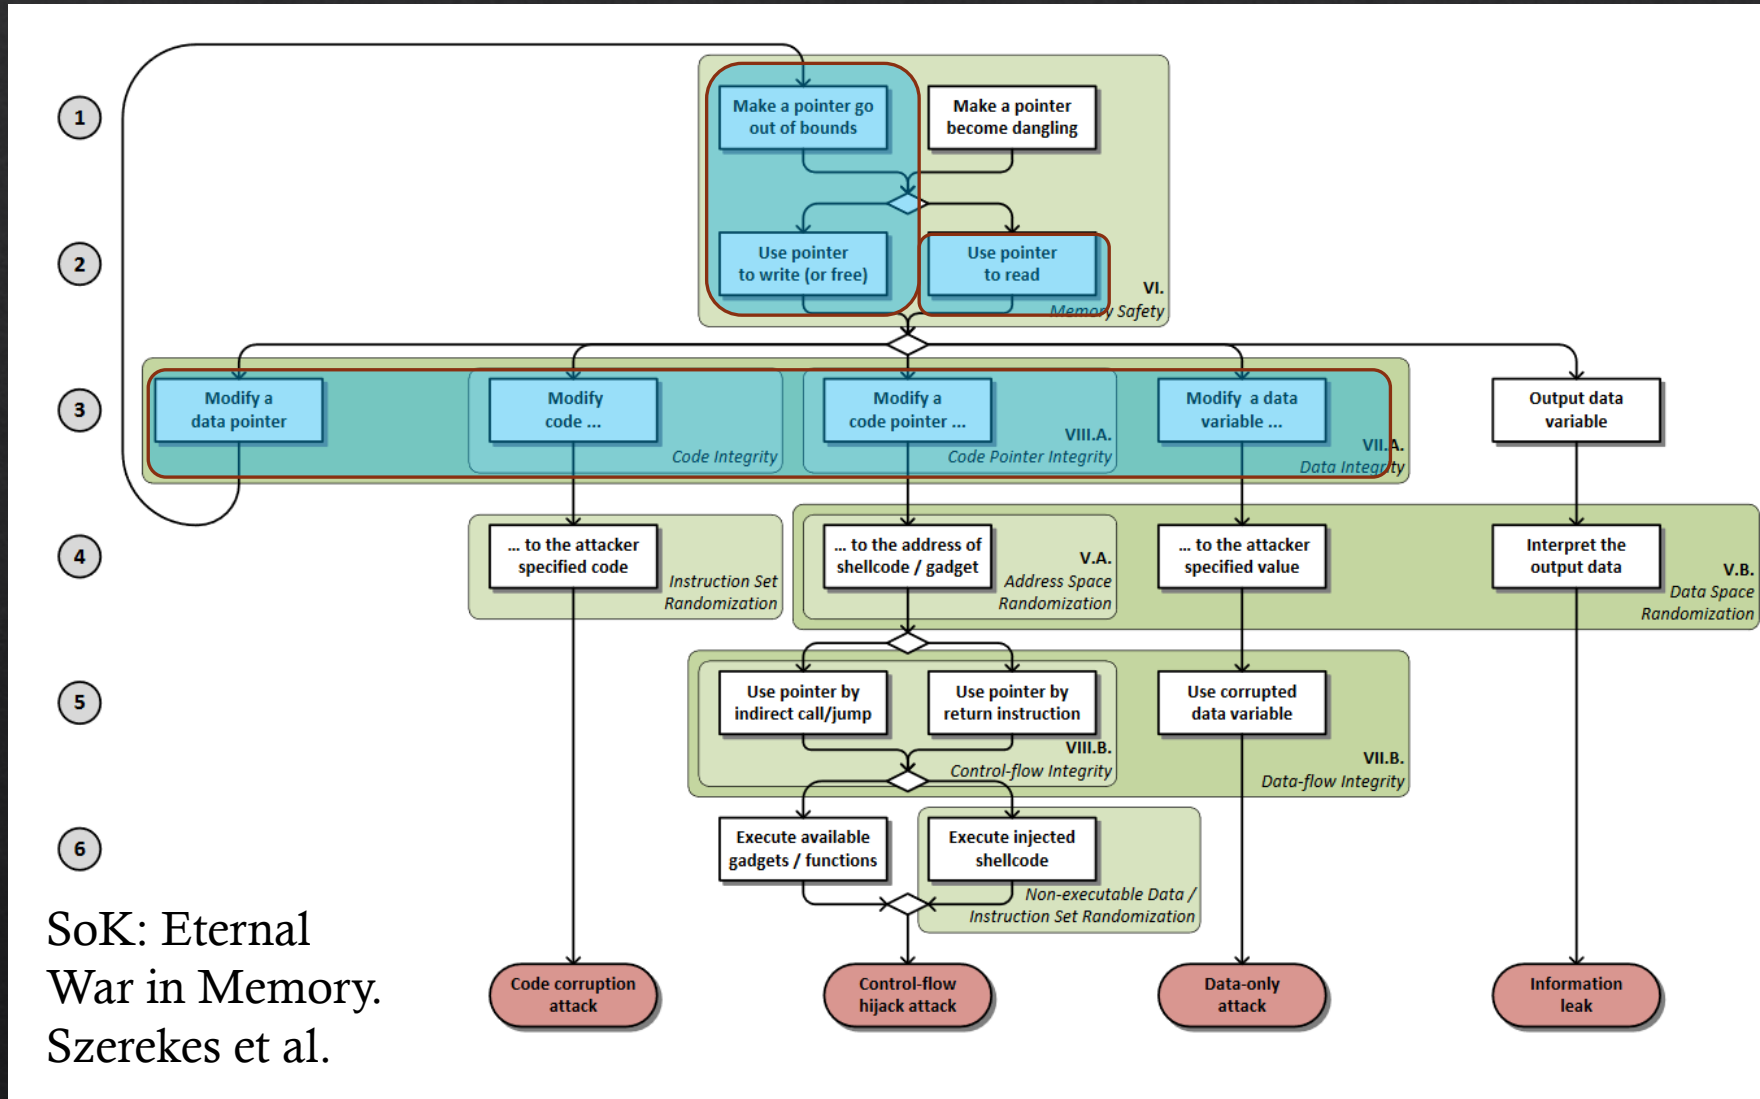 1
Make a pointer go
out of bounds
Make a pointer
become dangling
2
Use pointer
to write (or free)
Use pointer
to read
VI.
Memory Safety
3
Modify a
data pointer
Modify
code ...
Code Integrity
Modify a
code pointer ...
VIII.A.
Code Pointer Integrity
Modify a data
variable ...
VII.A.
Data Integrity
Output data
variable
4
... to the attacker
specified code
Instruction Set
Randomization
... to the address of
shellcode / gadget
V.A.
Address Space
Randomization
... to the attacker
specified value
Interpret the
output data
V.B.
Data Space
Randomization
5
Use pointer by
indirect call/jump
Use pointer by
return instruction
VIII.B.
Control-flow Integrity
Use corrupted
data variable
VII.B.
Data-flow Integrity
6
Execute available
gadgets / functions
Execute injected
shellcode
Non-executable Data /
Instruction Set Randomization
SoK: Eternal
War in Memory.
Szerekes et al.
Code corruption
attack
Control-flow
hijack attack
Data-only
attack
Information
leak